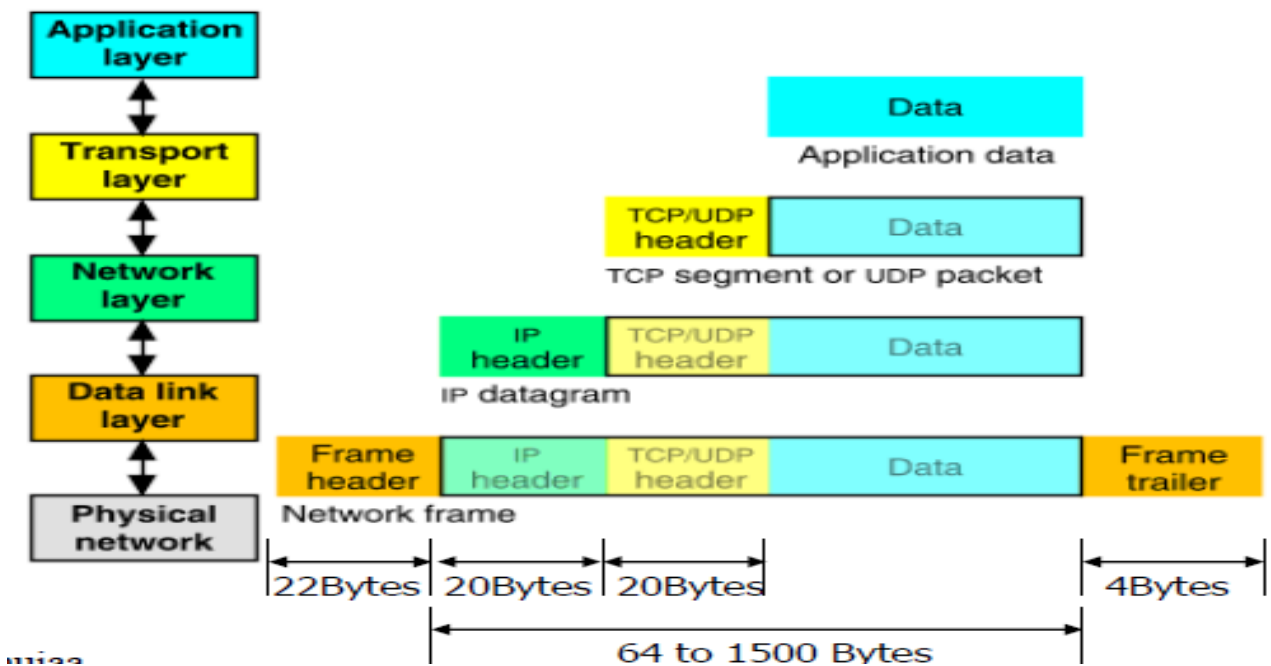 Application
layer
Data
Application data
Transport
layer
TCP/UDP
header
Data
TCP segment or UDP packet
Network
layer
IP
header
TCP/UDP
header
Data
IP datagram
Data link
layer
Frame
header
IP
header
TCP/UDP
header
Data
Frame
trailer
Network frame
Physical
network
22Bytes
20Bytes
20Bytes
4Bytes
64 to 1500 Bytes